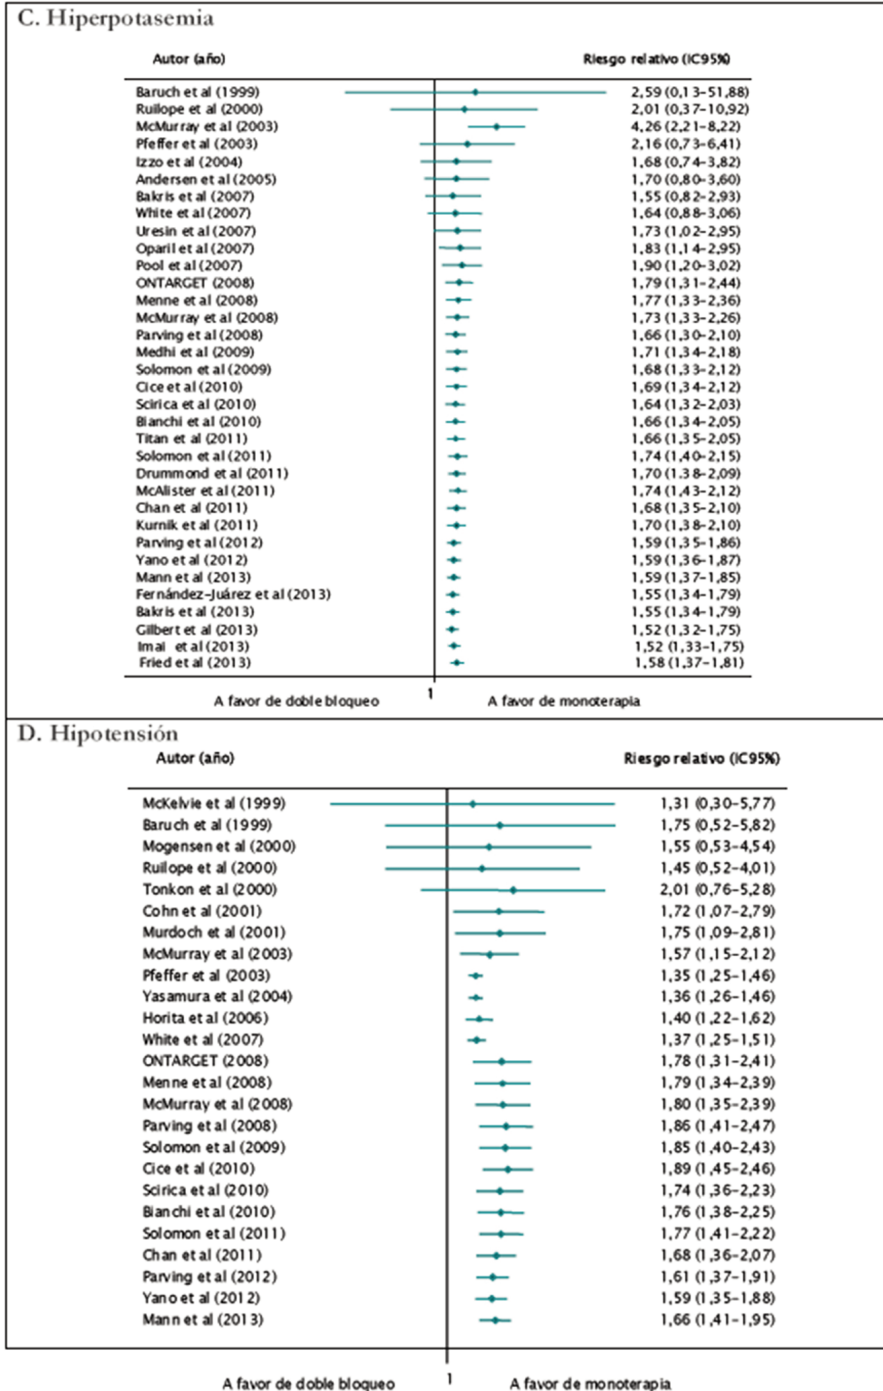 C. Hiperpotasemia
Autor (año) Riesgo relativo (IC95%)
Baruch et al (1999) 2,59 (0,13-51,88)
Ruilope et al (2000) 2,01 (0,37-10,92)
McMurray et al (2003) 4,26 (2,21-8,22)
Pfeffer et al (2003) 2,16 (0,73-6,41)
Izzo et al (2004) 1,68 (0,74-3,82)
Andersen et al (2005) 1,70 (0,80-3,60)
Bakris et al (2007) 1,55 (0,82-2,93)
White et al (2007) 1,64 (0,88-3,06)
Uresin et al (2007) 1,73 (1,02-2,95)
Oparil et al (2007) 1,83 (1,14-2,95)
Pool et al (2007) 1,90 (1,20-3,02)
ONTARGET (2008) 1,79 (1,31-2,44)
Menne et al (2008) 1,77 (1,33-2,36)
McMurray et al (2008) 1,73 (1,33-2,26)
Parving et al (2008) 1,66 (1,30-2,10)
Medhi et al (2009) 1,71 (1,34-2,18)
Solomon et al (2009) 1,68 (1,33-2,12)
Cice et al (2010) 1,69 (1,34-2,12)
Scirica et al (2010) 1,64 (1,32-2,03)
Bianchi et al (2010) 1,66 (1,34-2,05)
Titan et al (2011) 1,66 (1,35-2,05)
Solomon et al (2011) 1,74 (1,40-2,15)
Drummond et al (2011) 1,70 (1,38-2,09)
McAlister et al (2011) 1,74 (1,43-2,12)
Chan et al (2011) 1,68 (1,35-2,10)
Kurnik et al (2011) 1,70 (1,38-2,10)
Parving et al (2012) 1,59 (1,35-1,86)
Yano et al (2012) 1,59 (1,36-1,87)
Mann et al (2013) 1,59 (1,37-1,85)
Fernández-Juárez et al (2013) 1,55 (1,34-1,79)
Bakris et al (2013) 1,55 (1,34-1,79)
Gilbert et al (2013) 1,52 (1,32-1,75)
Imai et al (2013) 1,52 (1,33-1,75)
Fried et al (2013) 1,58 (1,37-1,81)
A favor de doble bloqueo 1 A favor de monoterapia
D. Hipotensión
Autor (año) Riesgo relativo (IC95%)
McKelvie et al (1999) 1,31 (0,30-5,77)
Baruch et al (1999) 1,75 (0,52-5,82)
Mogensen et al (2000) 1,55 (0,53-4,54)
Ruilope et al (2000) 1,45 (0,52-4,01)
Tonkon et al (2000) 2,01 (0,76-5,28)
Cohn et al (2001) 1,72 (1,07-2,79)
Murdoch et al (2001) 1,75 (1,09-2,81)
McMurray et al (2003) 1,57 (1,15-2,12)
Pfeffer et al (2003) 1,35 (1,25-1,46)
Yasamura et al (2004) 1,36 (1,26-1,46)
Horita et al (2006) 1,40 (1,22-1,62)
White et al (2007) 1,37 (1,25-1,51)
ONTARGET (2008) 1,78 (1,31-2,41)
Menne et al (2008) 1,79 (1,34-2,39)
McMurray et al (2008) 1,80 (1,35-2,39)
Parving et al (2008) 1,86 (1,41-2,47)
Solomon et al (2009) 1,85 (1,40-2,43)
Cice et al (2010) 1,89 (1,45-2,46)
Scirica et al (2010) 1,74 (1,36-2,23)
Bianchi et al (2010) 1,76 (1,38-2,25)
Solomon et al (2011) 1,77 (1,41-2,22)
Chan et al (2011) 1,68 (1,36-2,07)
Parving et al (2012) 1,61 (1,37-1,91)
Yano et al (2012) 1,59 (1,35-1,88)
Mann et al (2013) 1,66 (1,41-1,95)
A favor de doble bloqueo 1 A favor de monoterapia